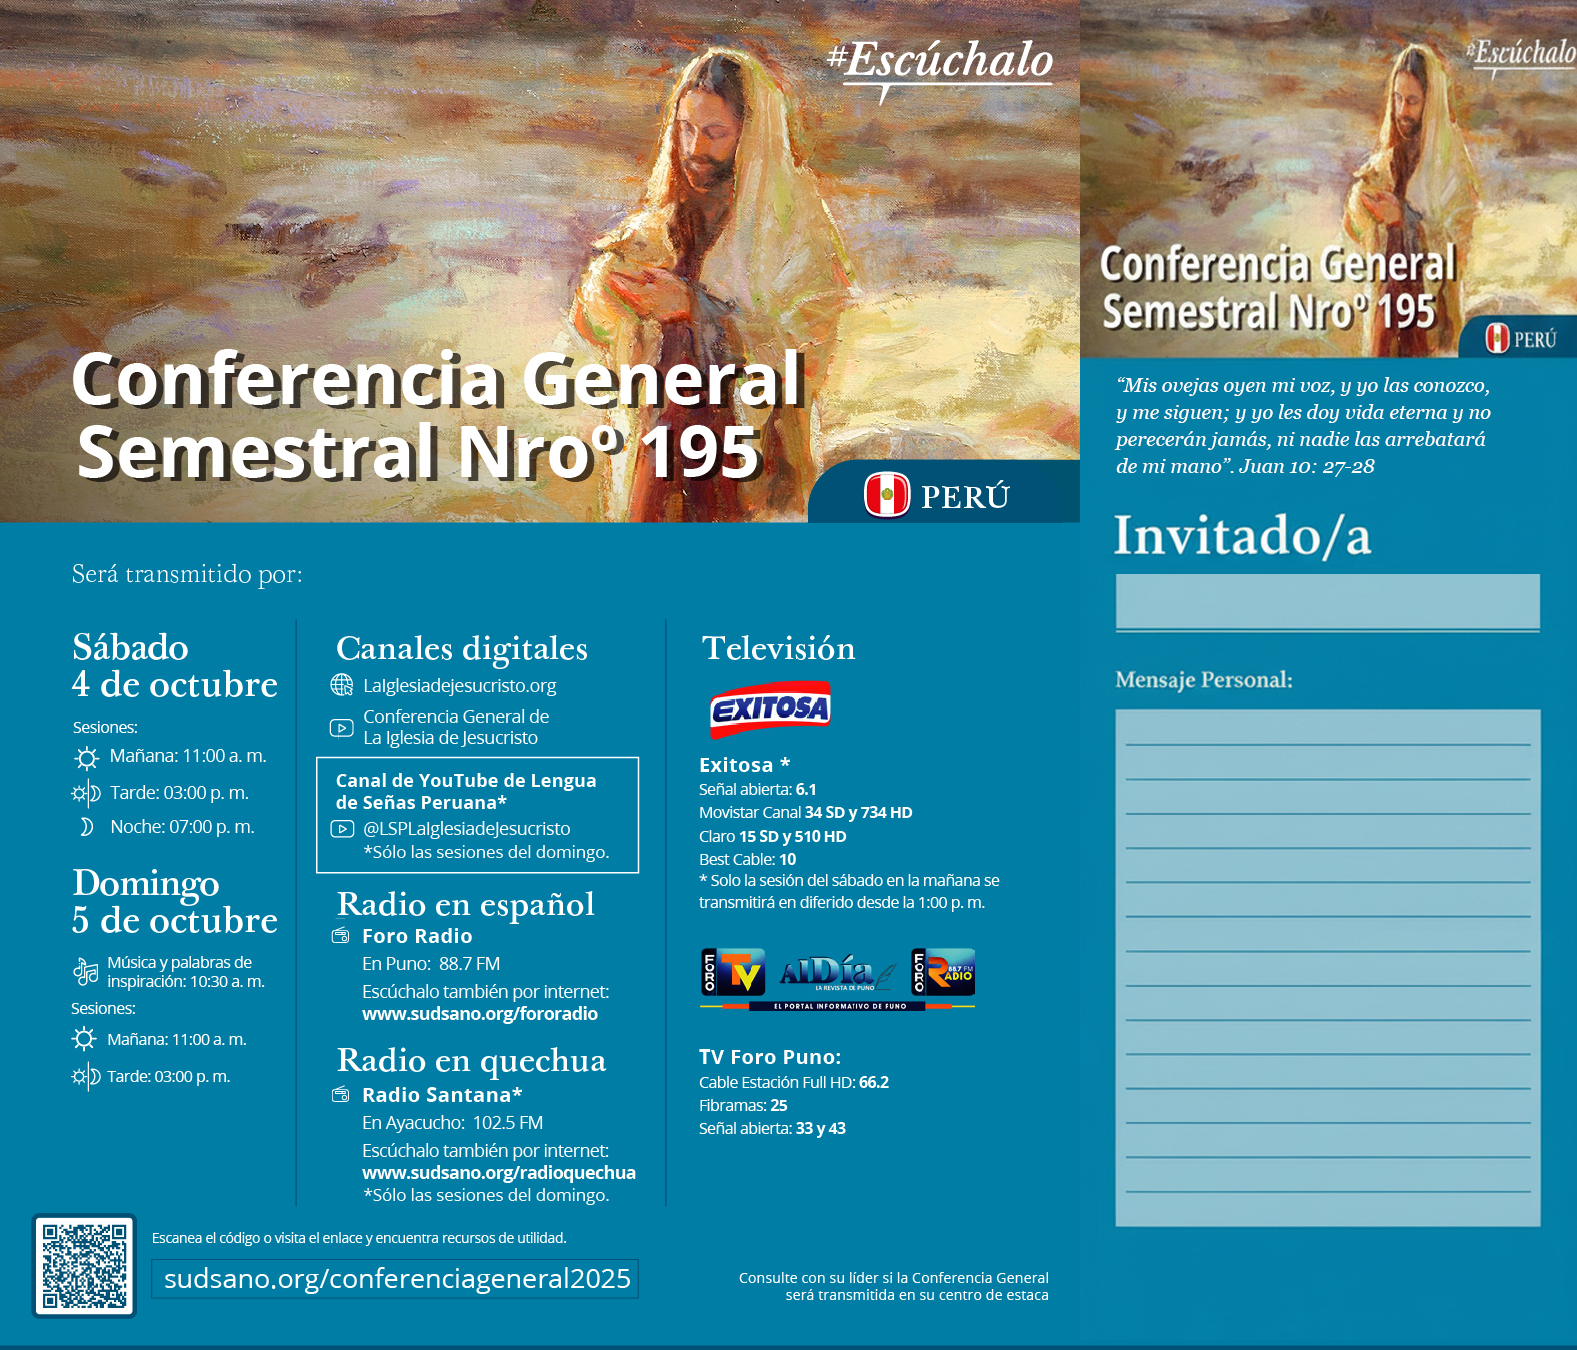 #Escúchalo
Conferencia General
Semestral Nroº 195
PERÚ
Será transmitido por:
Sábado
4 de octubre
Sesiones:
Mañana: 11:00 a. m.
Tarde: 03:00 p. m.
Noche: 07:00 p. m.
Domingo
5 de octubre
Música y palabras de
inspiración: 10:30 a. m.
Sesiones:
Mañana: 11:00 a. m.
Tarde: 03:00 p. m.
Canales digitales
LaIglesiadejesucristo.org
Conferencia General de
La Iglesia de Jesucristo
Canal de YouTube de Lengua
de Señas Peruana*
@LSPLaIglesiadeJesucristo
*Sólo las sesiones del domingo.
Radio en español
Foro Radio
En Puno: 88.7 FM
Escúchalo también por internet:
www.sudsano.org/fororadio
Radio en quechua
Radio Santana*
En Ayacucho: 102.5 FM
Escúchalo también por internet:
www.sudsano.org/radioquechua
*Sólo las sesiones del domingo.
Televisión
EXITOSA
Exitosa *
Señal abierta: 6.1
Movistar Canal 34 SD y 734 HD
Claro 15 SD y 510 HD
Best Cable: 10
* Solo la sesión del sábado en la mañana se
transmitirá en diferido desde la 1:00 p. m.
FORO TV
AlDía
LA REVISTA DE PUNO
FORO RADIO 88.7 FM
EL PORTAL INFORMATIVO DE PUNO
TV Foro Puno:
Cable Estación Full HD: 66.2
Fibramas: 25
Señal abierta: 33 y 43
Escanea el código o visita el enlace y encuentra recursos de utilidad.
sudsano.org/conferenciageneral2025
Consulte con su líder si la Conferencia General
será transmitida en su centro de estaca
#Escúchalo
Conferencia General
Semestral Nroº 195
PERÚ
“Mis ovejas oyen mi voz, y yo las conozco,
y me siguen; y yo les doy vida eterna y no
perecerán jamás, ni nadie las arrebatará
de mi mano”. Juan 10: 27-28
Invitado/a
Mensaje Personal: